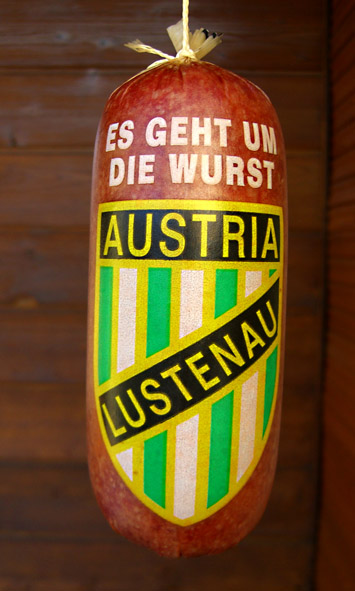 ES GEHT UM
DIE WURST
AUSTRIA
LUSTENAU